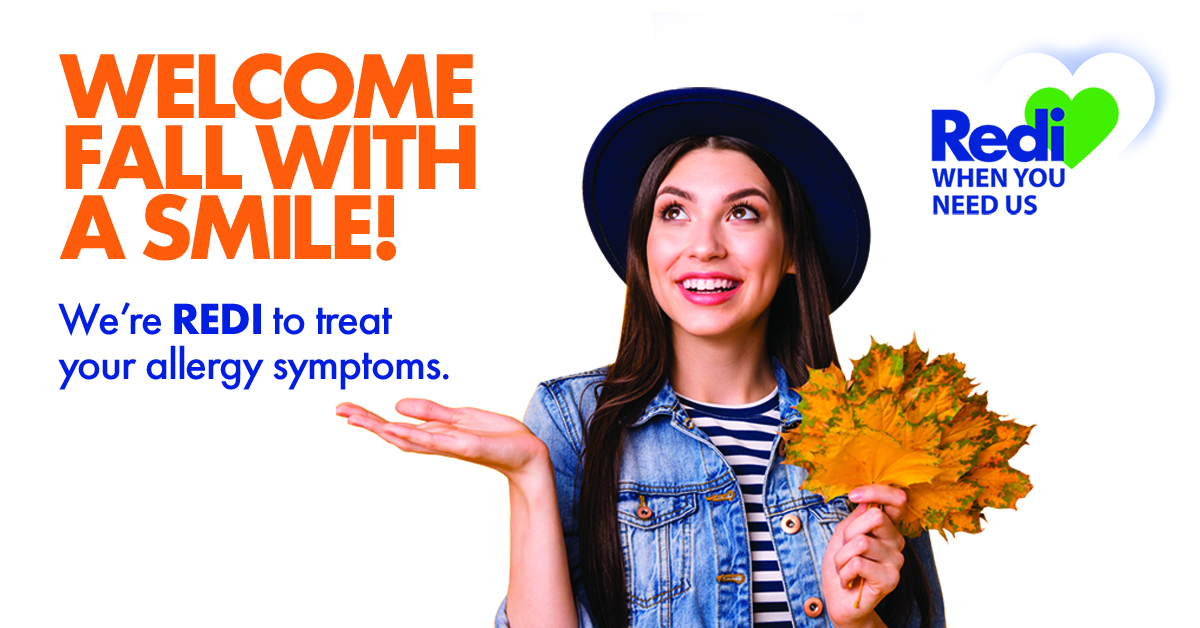 WELCOME
FALL WITH
A SMILE!
We're REDI to treat
your allergy symptoms.
Redi
WHEN YOU
NEED US